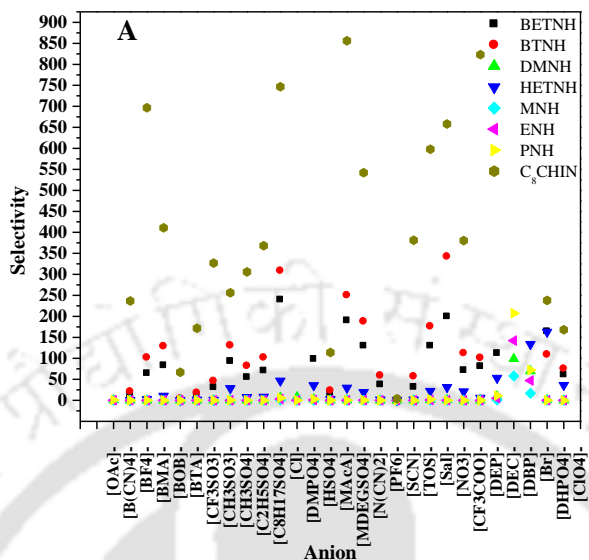 A
900
850
800
750
700
650
600
550
500
450
400
350
300
250
200
150
100
50
0
Selectivity
BETNH
BTNH
DMNH
HETNH
MNH
ENH
PNH
C8CHIN
[OAc]-
[B(CN)4]-
[BF4]-
[BMA]-
[BOB]-
[BTA]-
[CF3SO3]-
[CH3SO3]-
[CH3SO4]-
[C2H5SO4]-
[C8H17SO4]-
[Cl]-
[DMPO4]-
[HSO4]-
[MAcA]-
[MDEGSO4]-
[N(CN)2]-
[PF6]-
[SCN]-
[TOS]-
[Sal]-
[NO3]-
[CF3COO]-
[DEP]-
[DEC]-
[DBP]-
[Br]-
[DHPO4]-
[ClO4]-
Anion